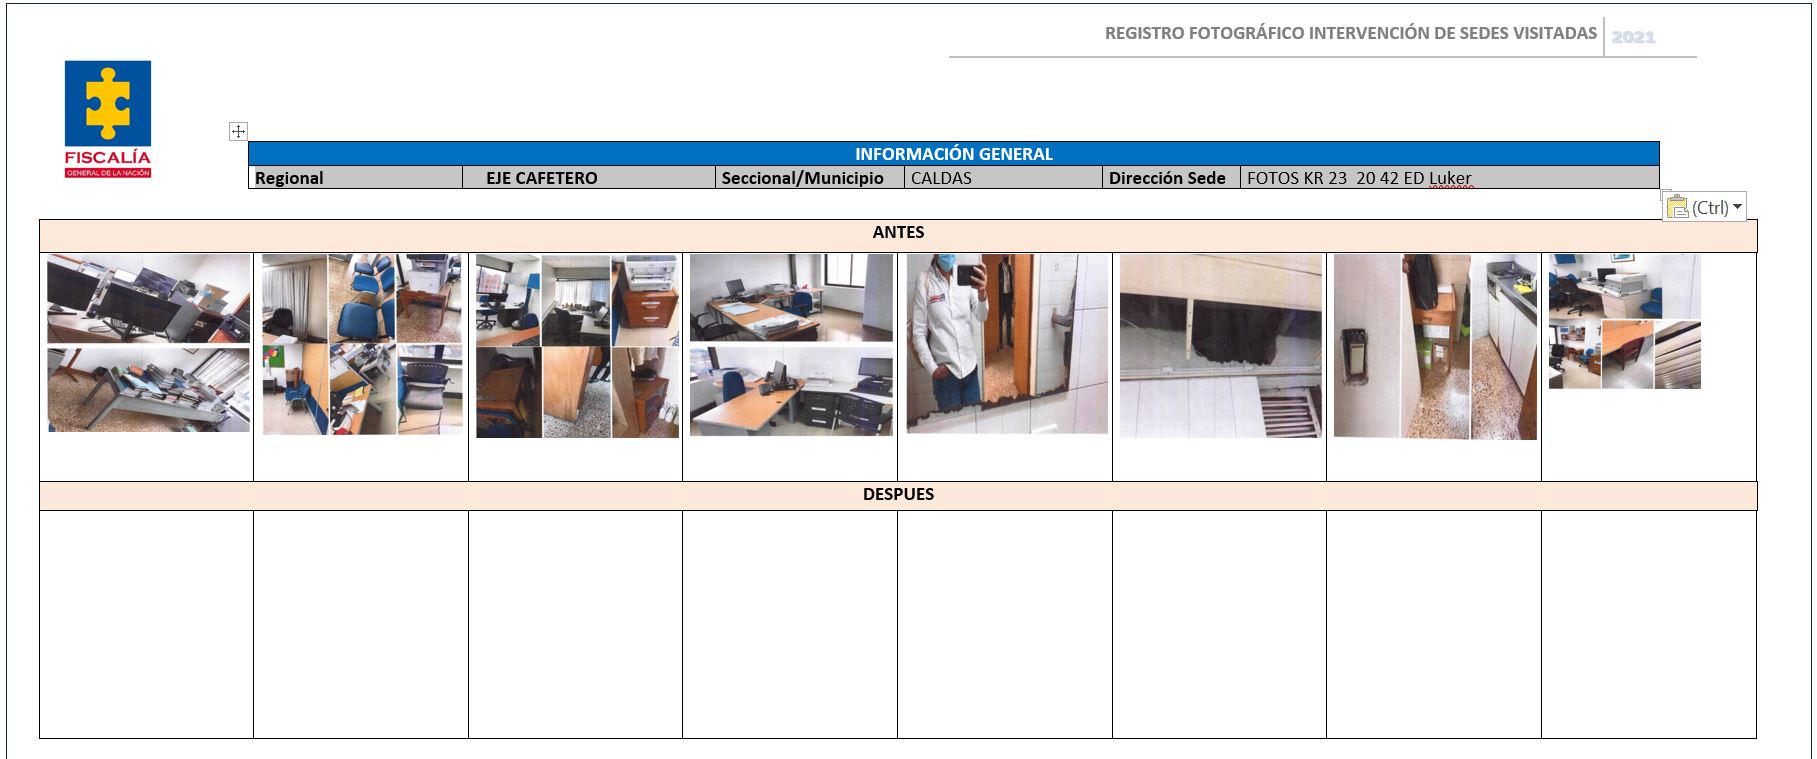 REGISTRO FOTOGRÁFICO INTERVENCIÓN DE SEDES VISITADAS 2021
FISCALÍA
GENERAL DE LA NACIÓN
INFORMACIÓN GENERAL
Regional EJE CAFETERO Seccional/Municipio CALDAS Dirección Sede FOTOS KR 23 20 42 ED Luker
(Ctrl)
ANTES
DESPUES